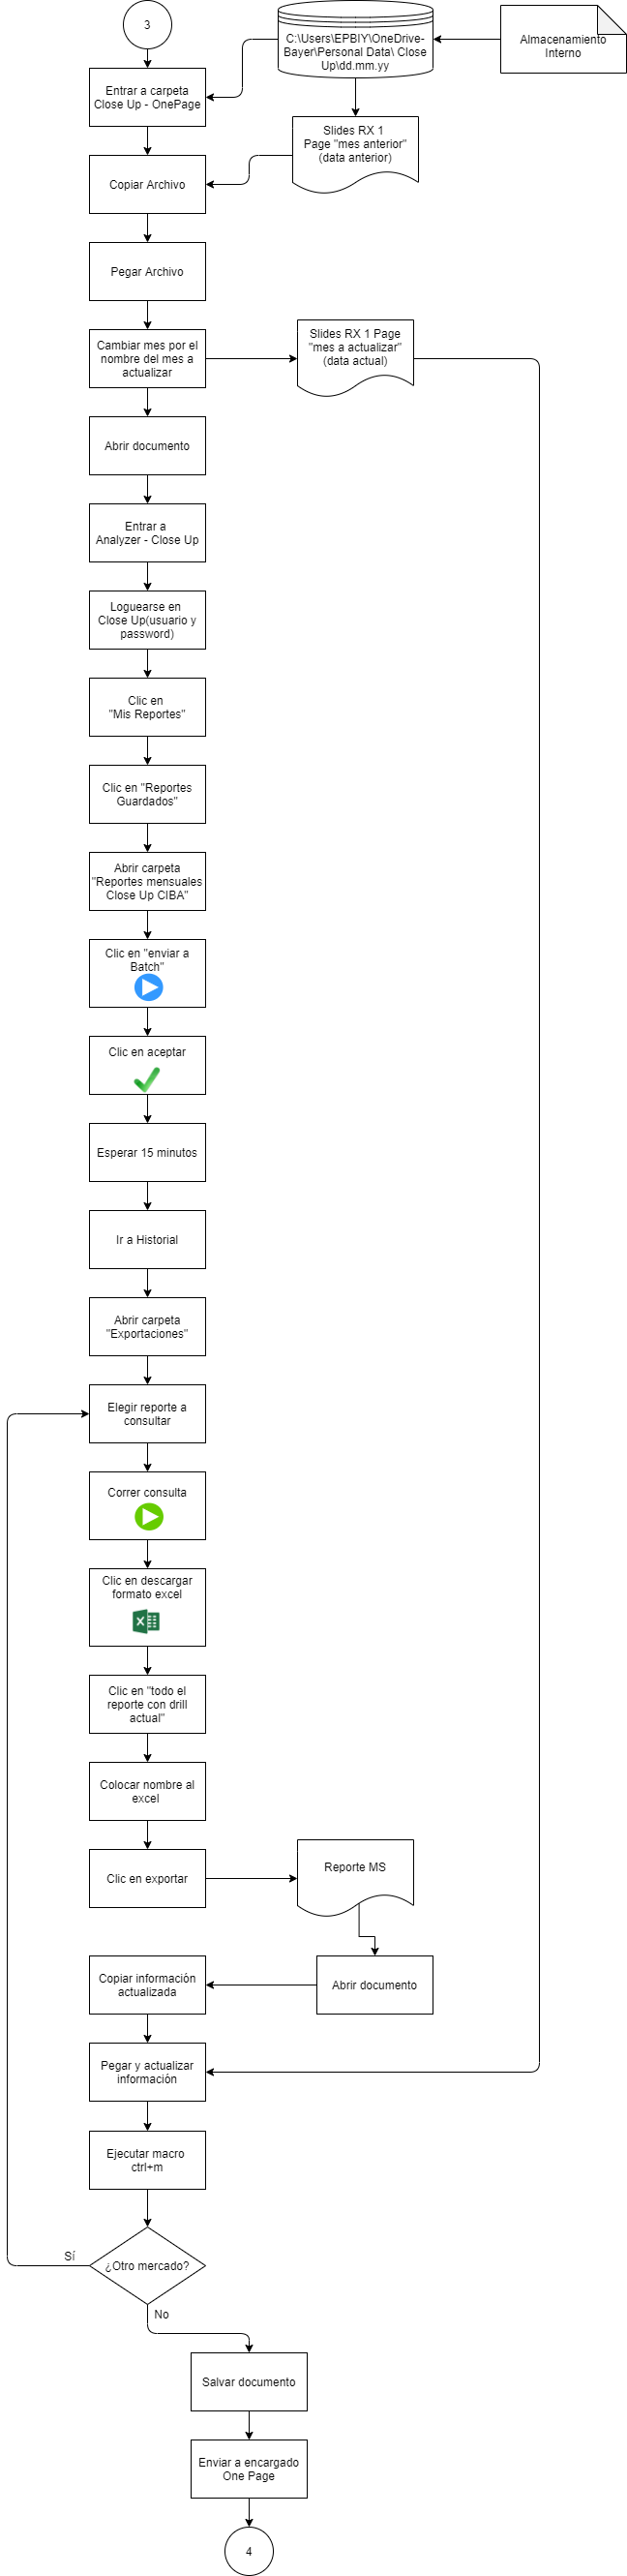 3
C:\Users\EPBIY\OneDrive-
Bayer\Personal Data\ Close
Up\dd.mm.yy
Almacenamiento
Interno
Entrar a carpeta
Close Up - OnePage
Slides RX 1
Page "mes anterior"
(data anterior)
Copiar Archivo
Pegar Archivo
Cambiar mes por el
nombre del mes a
actualizar
Slides RX 1 Page
"mes a actualizar"
(data actual)
Abrir documento
Entrar a
Analyzer - Close Up
Loguearse en
Close Up(usuario y
password)
Clic en
"Mis Reportes"
Clic en "Reportes
Guardados"
Abrir carpeta
"Reportes mensuales
Close Up CIBA"
Clic en "enviar a
Batch"
Clic en aceptar
Esperar 15 minutos
Ir a Historial
Abrir carpeta
"Exportaciones"
Elegir reporte a
consultar
Correr consulta
Clic en descargar
formato excel
Clic en "todo el
reporte con drill
actual"
Colocar nombre al
excel
Clic en exportar
Reporte MS
Abrir documento
Copiar información
actualizada
Pegar y actualizar
información
Ejecutar macro
ctrl+m
¿Otro mercado?
Sí
No
Salvar documento
Enviar a encargado
One Page
4